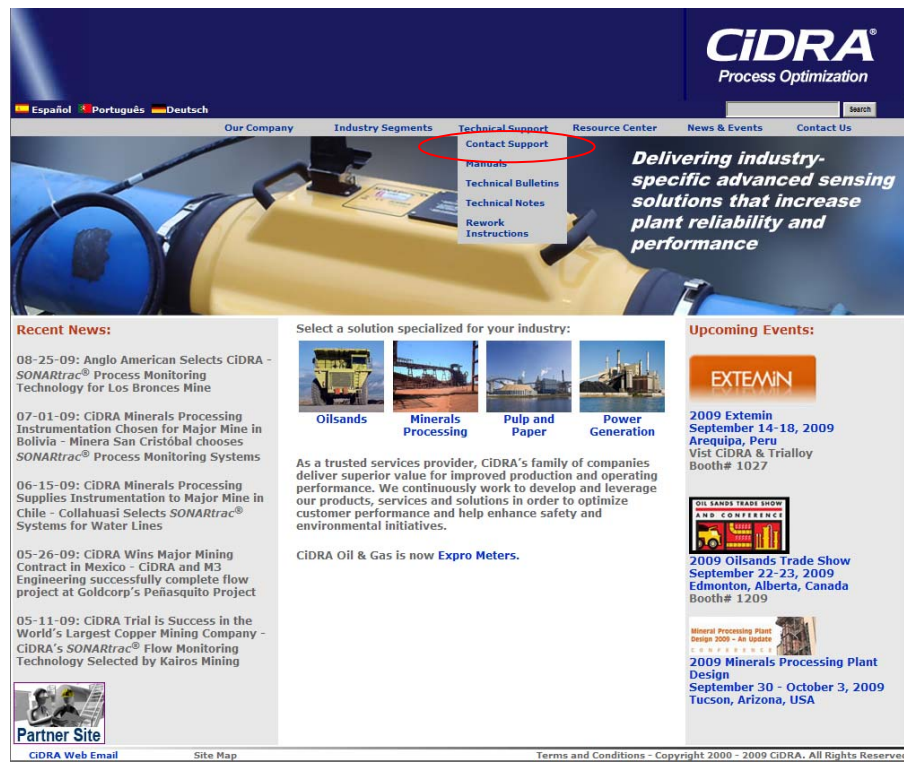 CiDRA®
Process Optimization
Español Português Deutsch
Search
Our Company Industry Segments Technical Support Resource Center News & Events Contact Us
Contact Support
Manuals
Technical Bulletins
Technical Notes
Rework
Instructions
Delivering indu­stry-
specific advanced sensing
solutions that increase
plant reliability and
performance
Recent News:
08-25-09: Anglo American Selects CiDRA -
SONARtrac® Process Monitoring
Technology for Los Bronces Mine
07-01-09: CiDRA Minerals Processing
Instrumentation Chosen for Major Mine in
Bolivia - Minera San Cristóbal chooses
SONARtrac® Process Monitoring Systems
06-15-09: CiDRA Minerals Processing
Supplies Instrumentation to Major Mine in
Chile - Collahuasi Selects SONARtrac®
Systems for Water Lines
05-26-09: CiDRA Wins Major Mining
Contract in Mexico - CiDRA and M3
Engineering successfully complete flow
project at Goldcorp's Peñasquito Project
05-11-09: CiDRA Trial is Success in the
World's Largest Copper Mining Company -
CiDRA's SONARtrac® Flow Monitoring
Technology Selected by Kairos Mining
Partner Site
Select a solution specialized for your industry:
Oilsands
Minerals
Processing
Pulp and
Paper
Power
Generation
As a trusted services provider, CiDRA's family of companies
deliver superior value for improved production and operating
performance. We continuously work to develop and leverage
our products, services and solutions in order to optimize
customer performance and help enhance safety and
environmental initiatives.
CiDRA Oil & Gas is now Expro Meters.
Upcoming Events:
EXTEMiN
2009 Extemin
September 14-18, 2009
Arequipa, Peru
Vist CiDRA & Trialloy
Booth# 1027
OIL SANDS TRADE SHOW
AND CONFERENCE
2009 Oilsands Trade Show
September 22-23, 2009
Edmonton, Alberta, Canada
Booth# 1209
Mineral Processing Plant
Design 2009 - An Update
CONFERENCE
2009 Minerals Processing Plant
Design
September 30 - October 3, 2009
Tucson, Arizona, USA
CiDRA Web Email Site Map Terms and Conditions - Copyright 2000 - 2009 CiDRA. All Rights Reserved